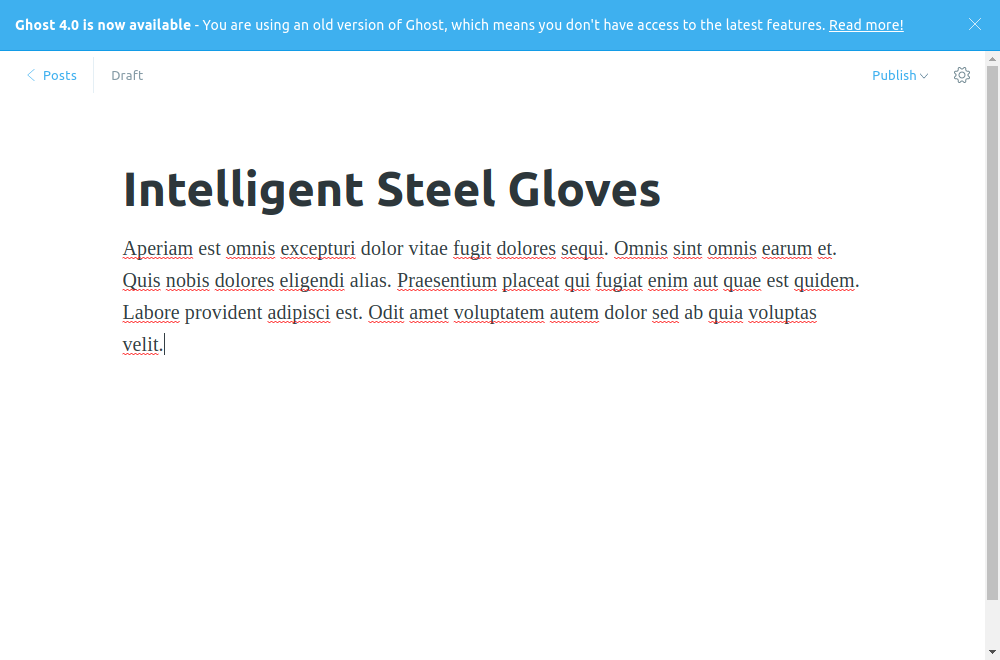 Ghost 4.0 is now available - You are using an old version of Ghost, which means you don't have access to the latest features. Read more!
Posts
Draft
Publish
Intelligent Steel Gloves
Aperiam est omnis excepturi dolor vitae fugit dolores sequi. Omnis sint omnis earum et.
Quis nobis dolores eligendi alias. Praesentium placeat qui fugiat enim aut quae est quidem.
Labore provident adipisci est. Odit amet voluptatem autem dolor sed ab quia voluptas
velit.